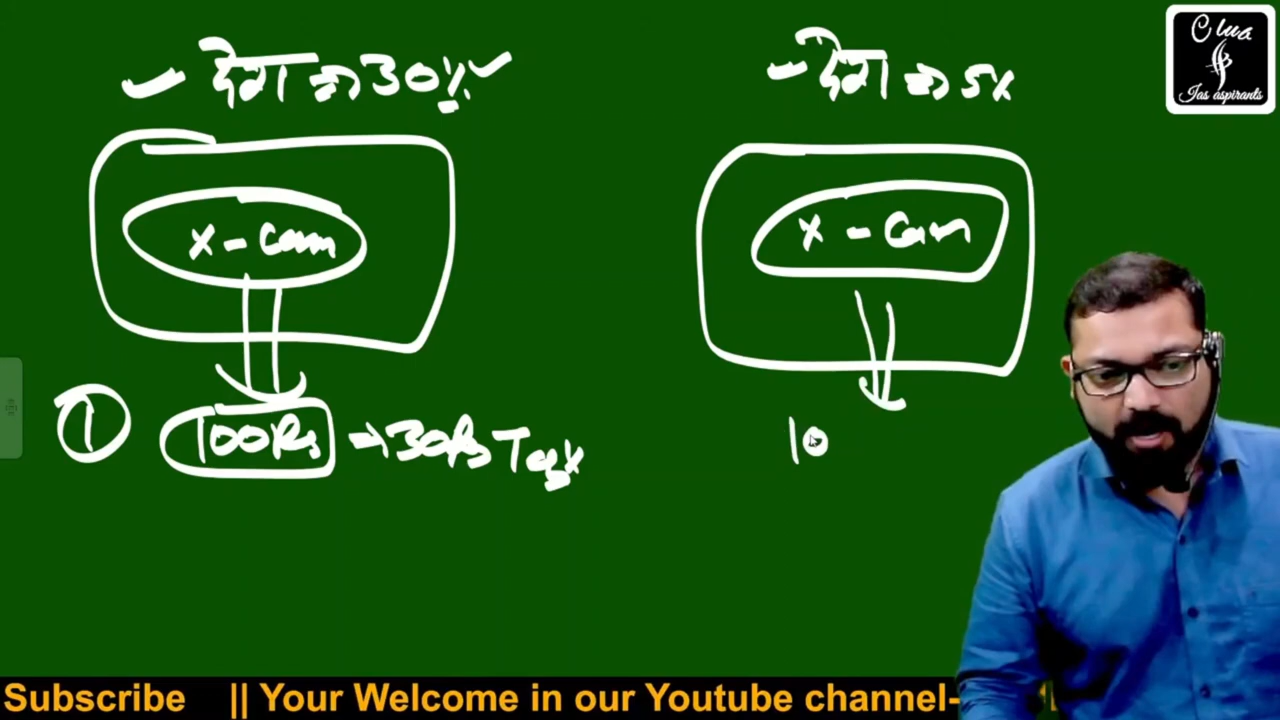 देश → 30%
देश → 5%
x - Com
x - Com
① 100Rs → 30Rs Tax
10
Clue
Ias aspirants
Subscribe || Your Welcome in our Youtube channel-